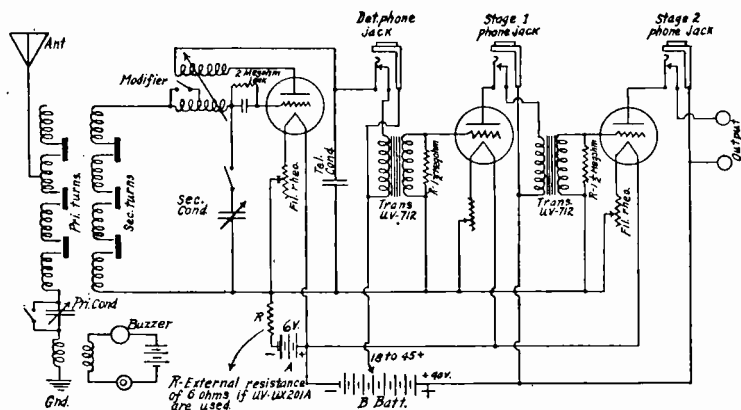 Ant
Det. phone
jack
Stage 1
phone jack
Stage 2
phone jack
Modifier
2 Megohm
leak
Pri. turns
Sec. turns
Sec.
Cond
Fil. rheo.
Tel.
Cond
Trans
UV-712
R-1/2 Megohm
Trans
UV-712
R-1/2 Megohm
Fil. rheo.
Output
Pri. Cond
Buzzer
Gnd.
R
6V.
- A +
R-External resistance
of 6 ohms if UV-UX201A
are used.
18 to 45+
- +40v.
B Batt.